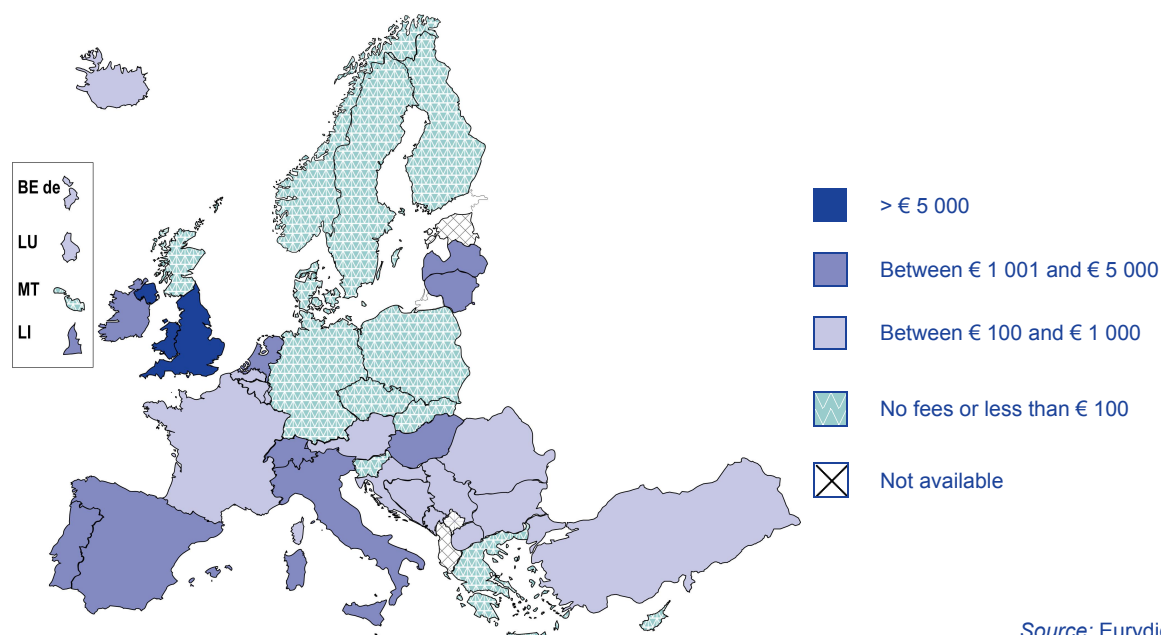 BE de
LU
MT
LI
> € 5 000
Between € 1 001 and € 5 000
Between € 100 and € 1 000
No fees or less than € 100
Not available
Source: Eurydi